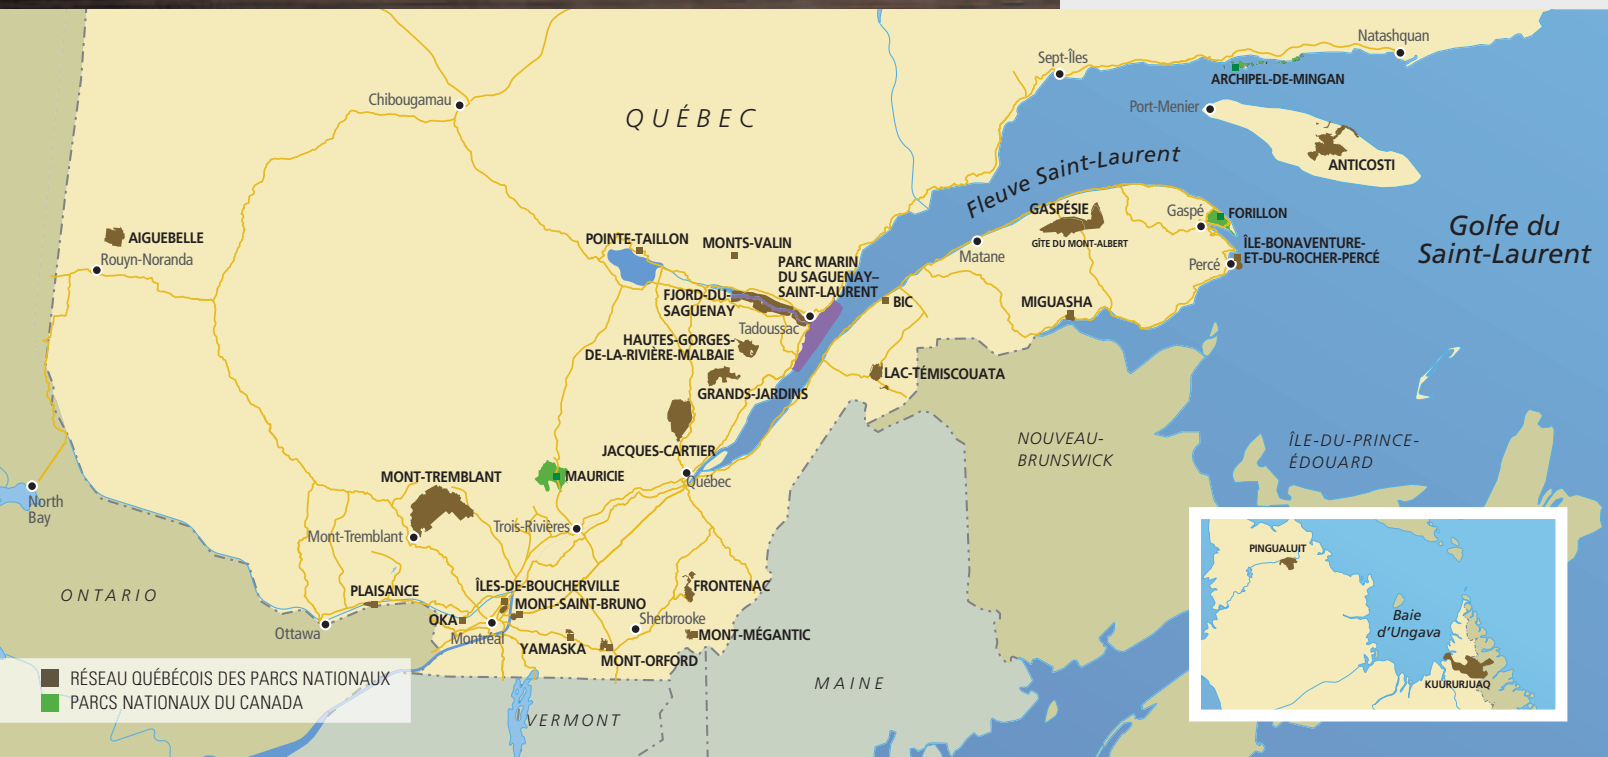 Natashquan
Sept-Îles
ARCHIPEL-DE-MINGAN
Chibougamau
Port-Menier
QUÉBEC
Fleuve Saint-Laurent
ANTICOSTI
GASPÉSIE
Gaspé
FORILLON
Golfe du
Saint-Laurent
AIGUEBELLE
Rouyn-Noranda
POINTE-TAILLON
MONTS-VALIN
GÎTE DU MONT-ALBERT
ÎLE-BONAVENTURE-
ET-DU-ROCHER-PERCÉ
Matane
Percé
PARC MARIN
DU SAGUENAY–
SAINT-LAURENT
FJORD-DU-
SAGUENAY
BIC
MIGUASHA
Tadoussac
HAUTES-GORGES-
DE-LA-RIVIÈRE-MALBAIE
LAC-TÉMISCOUATA
GRANDS-JARDINS
JACQUES-CARTIER
NOUVEAU-
BRUNSWICK
ÎLE-DU-PRINCE-
ÉDOUARD
MONT-TREMBLANT
MAURICIE
Québec
North
Bay
Trois-Rivières
Mont-Tremblant
PINGUALUIT
ONTARIO
PLAISANCE
ÎLES-DE-BOUCHERVILLE
FRONTENAC
MONT-SAINT-BRUNO
OKA
Sherbrooke
Ottawa
Montréal
MONT-MÉGANTIC
YAMASKA
MONT-ORFORD
Baie
d'Ungava
KUURURJUAQ
MAINE
VERMONT
RÉSEAU QUÉBÉCOIS DES PARCS NATIONAUX
PARCS NATIONAUX DU CANADA